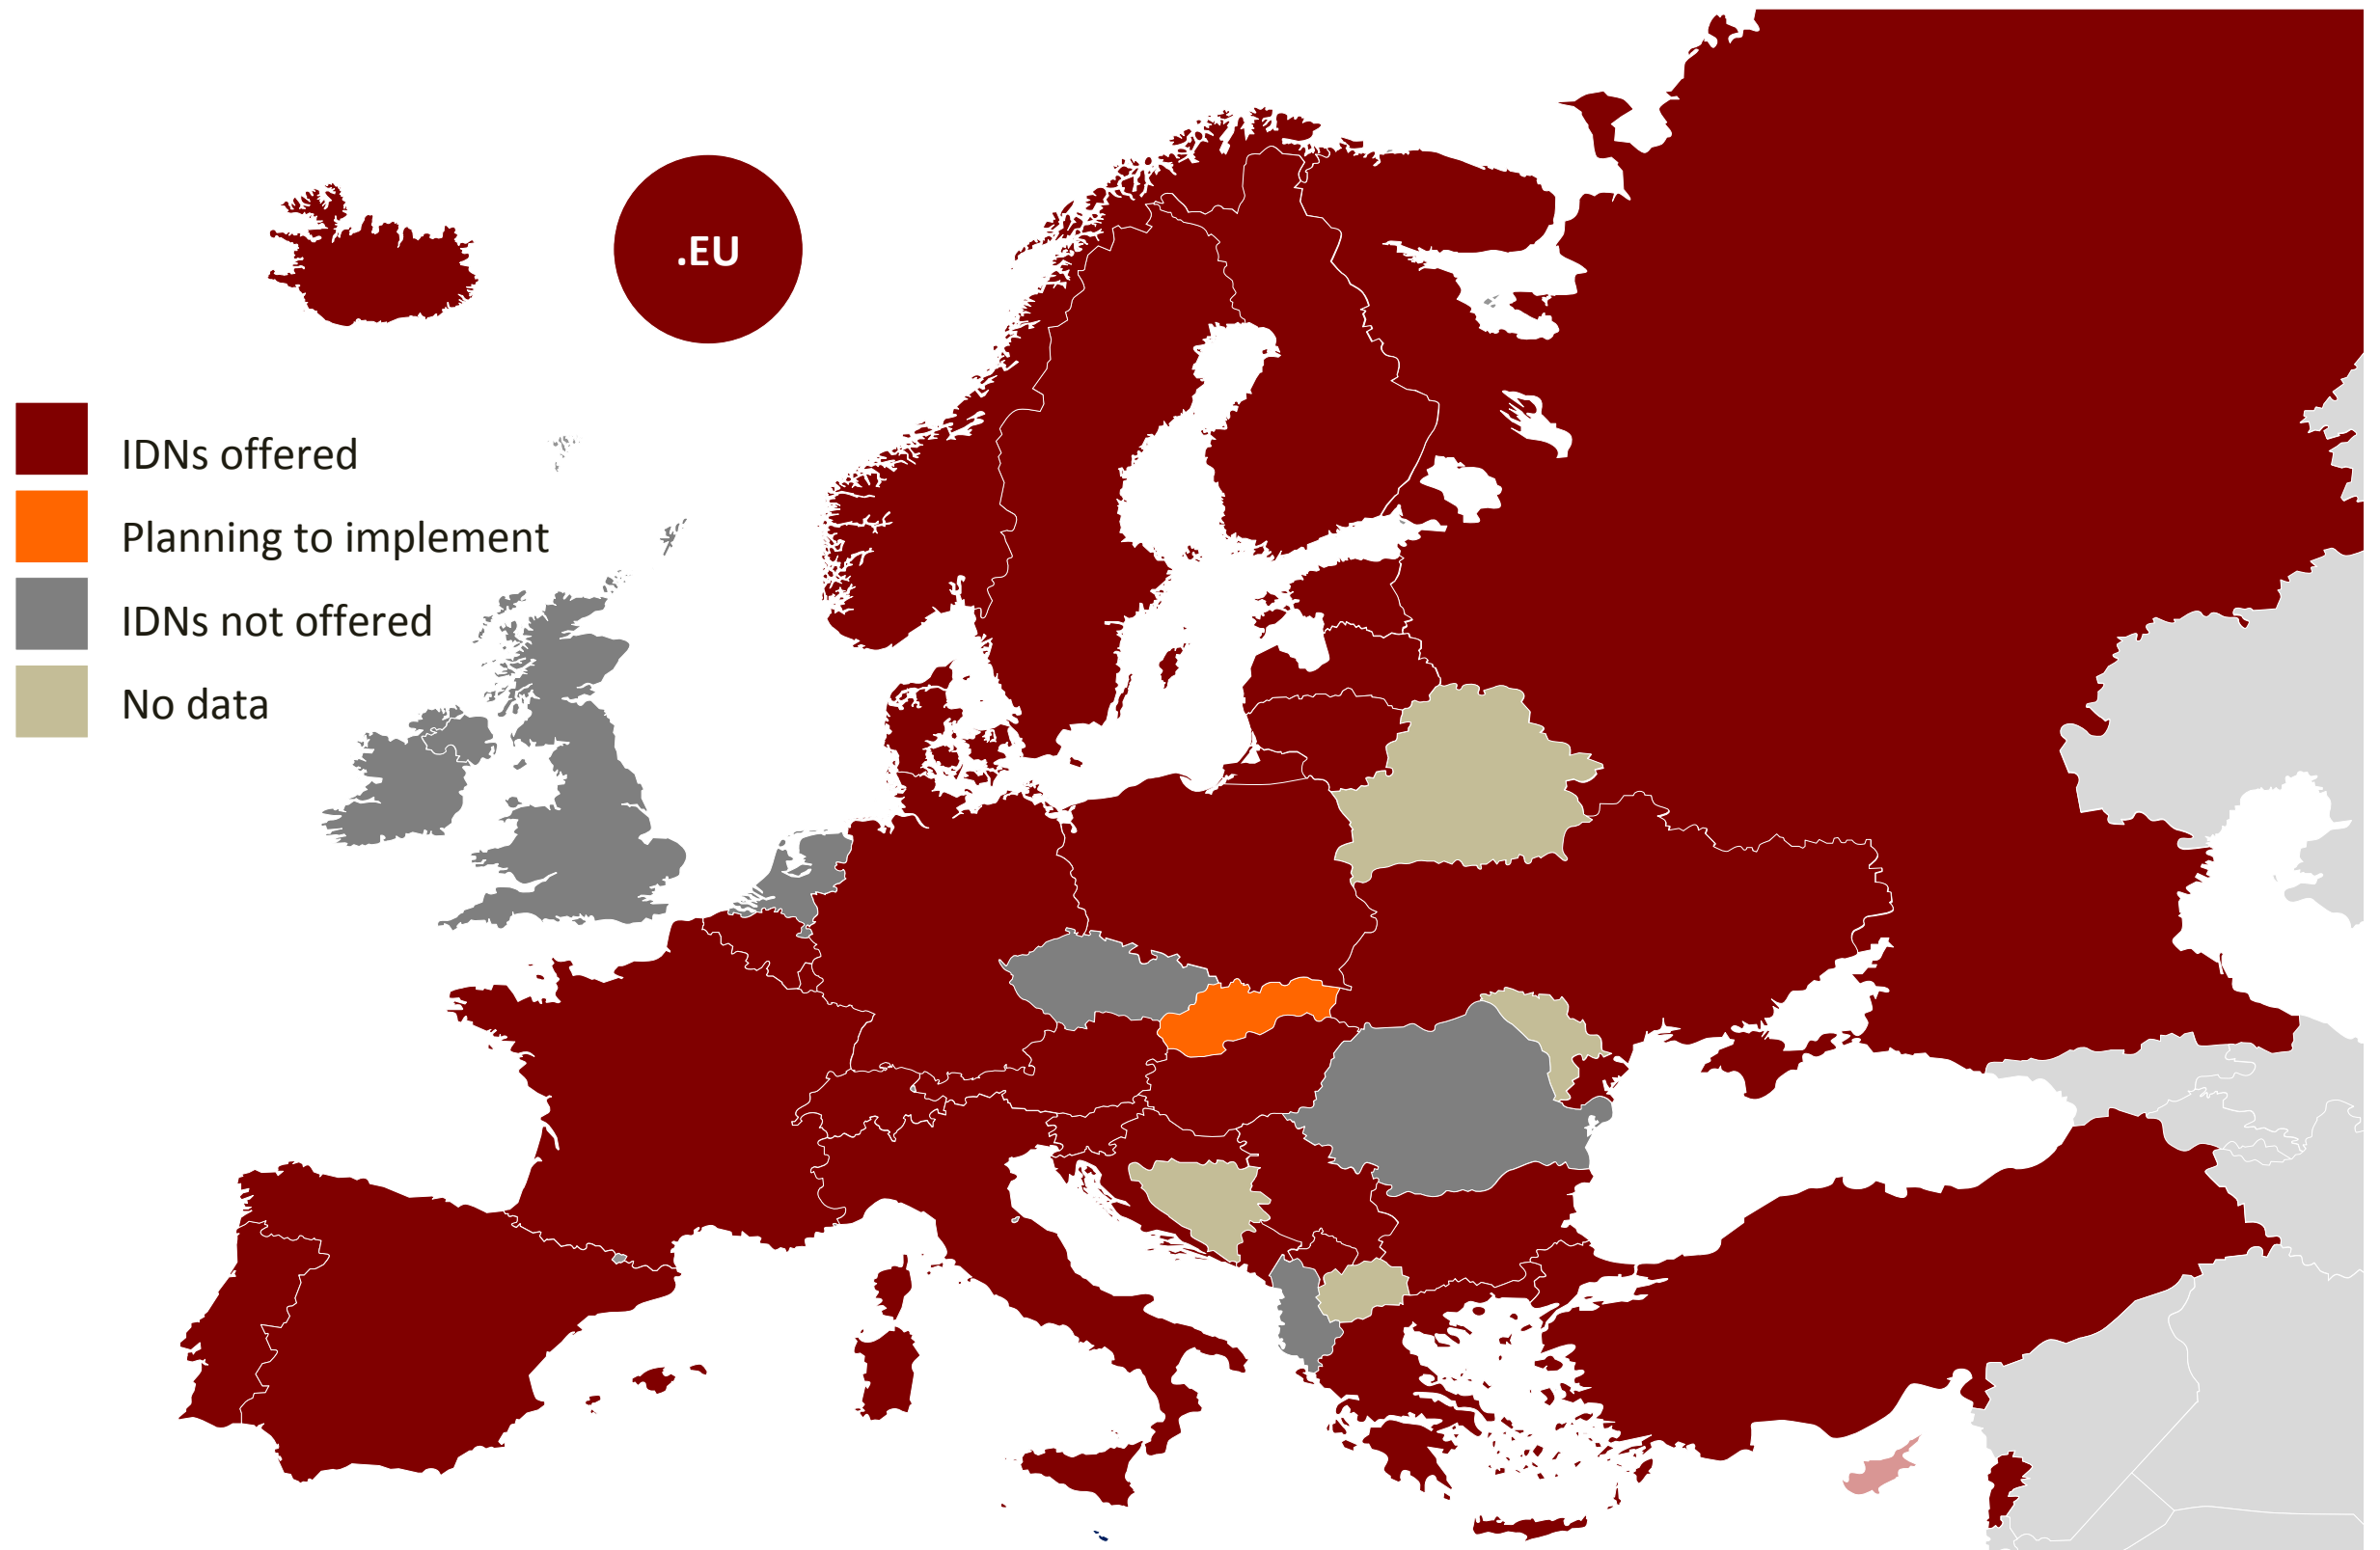 .EU
IDNs offered
Planning to implement
IDNs not offered
No data